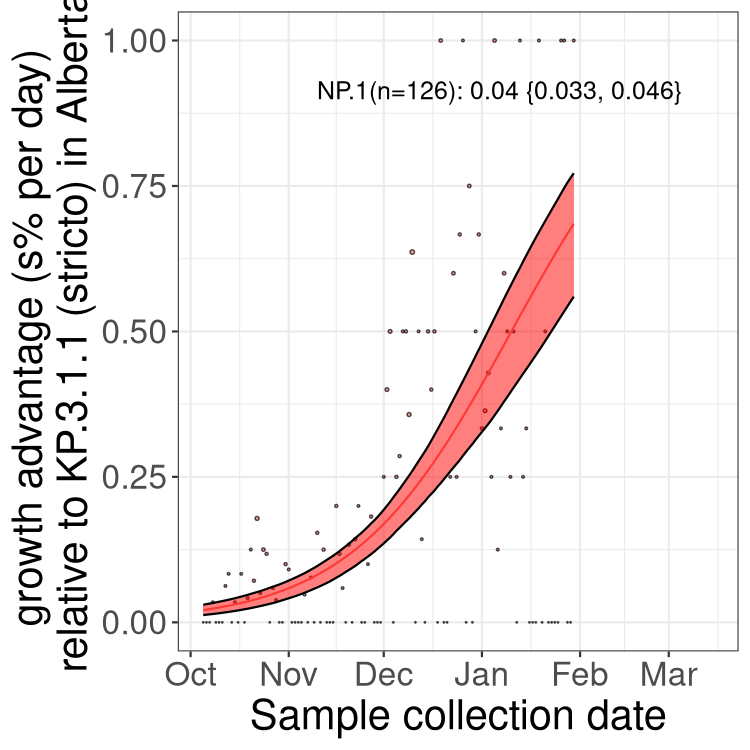 growth advantage (s% per day)
relative to KP.3.1.1 (stricto) in Alberta
1.00
0.75
0.50
0.25
0.00
NP.1(n=126): 0.04 {0.033, 0.046}
Oct Nov Dec Jan Feb Mar
Sample collection date